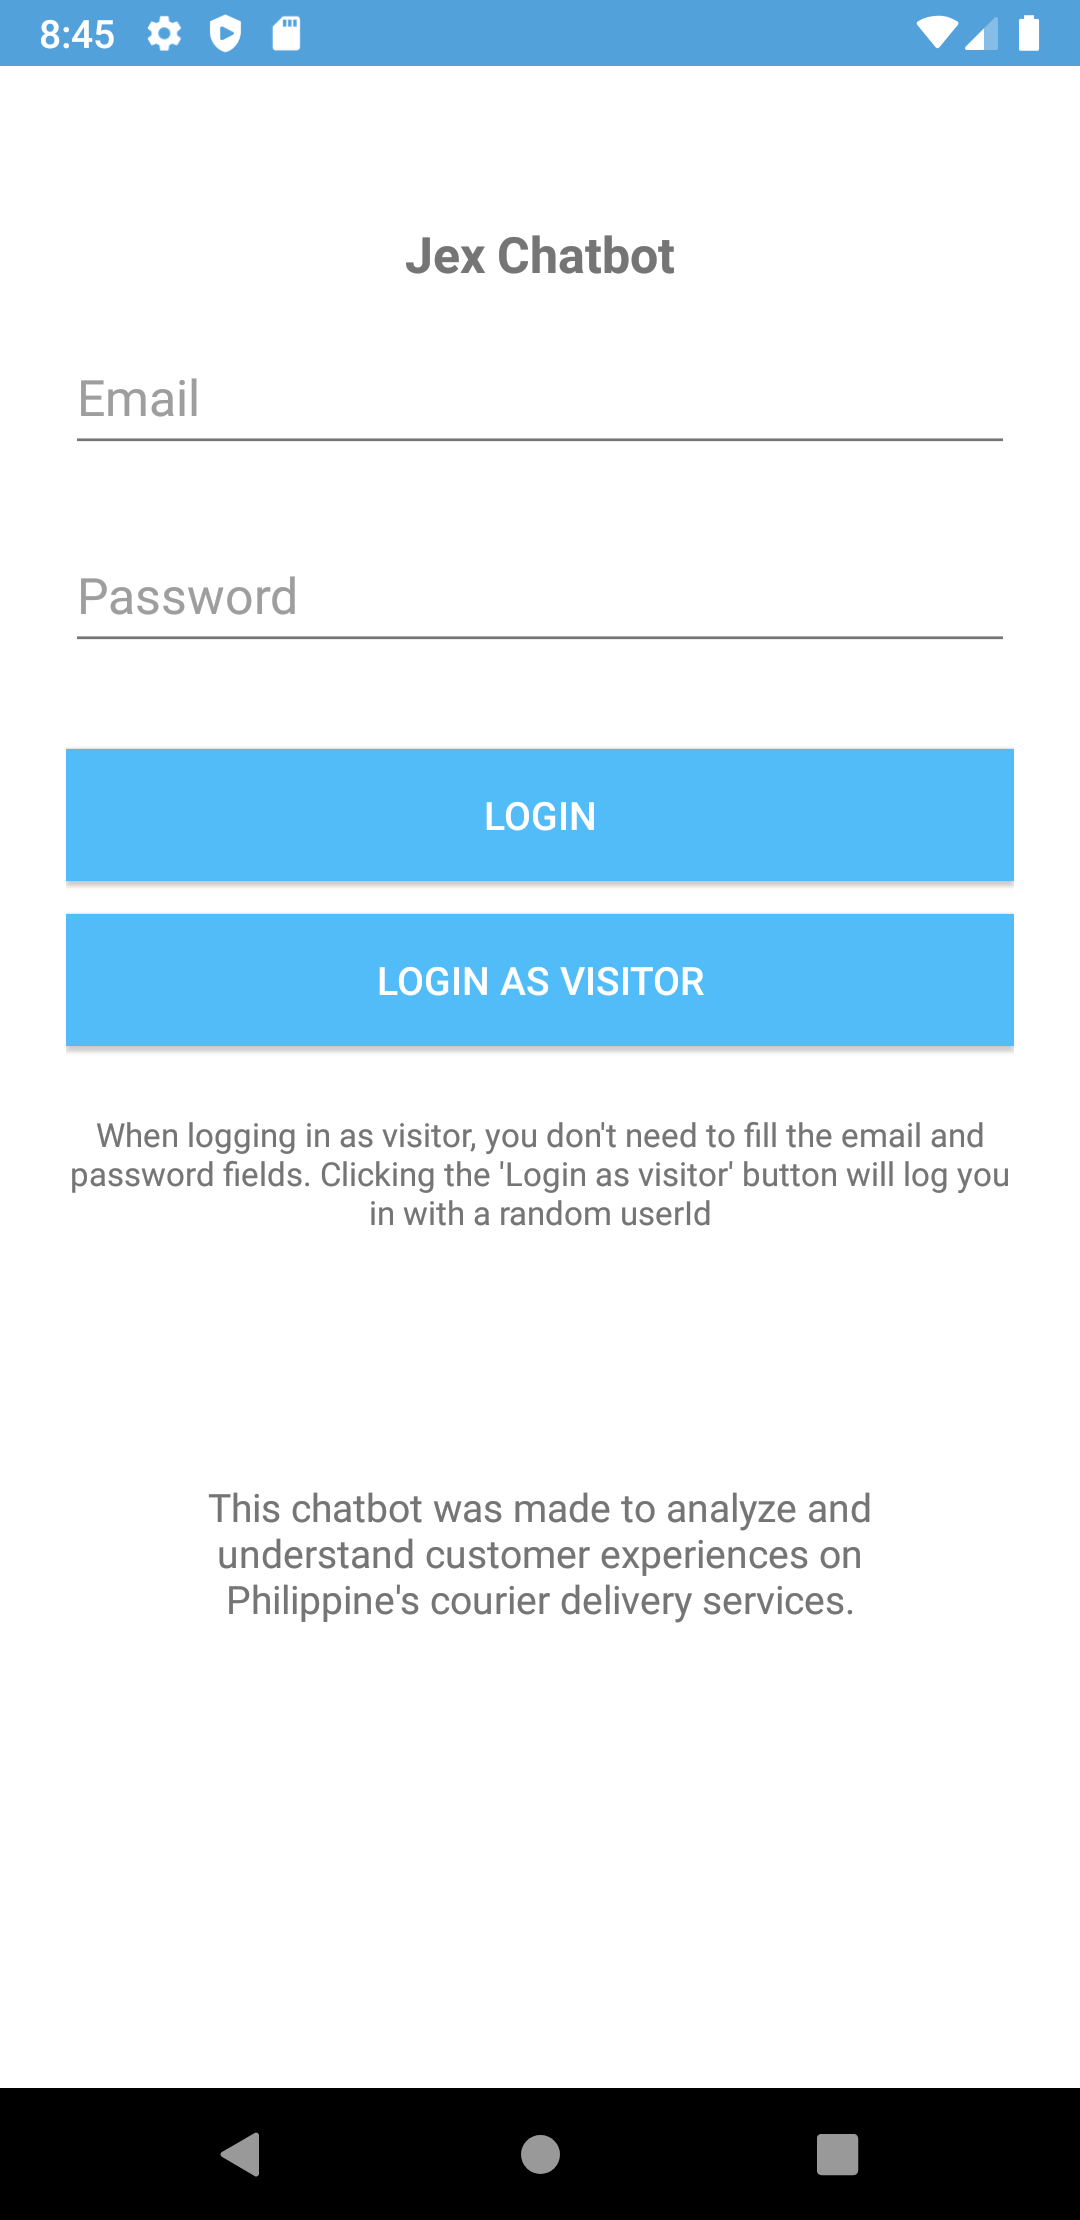 8:45
Jex Chatbot
Email
Password
LOGIN
LOGIN AS VISITOR
When logging in as visitor, you don't need to fill the email and
password fields. Clicking the 'Login as visitor' button will log you
in with a random userId
This chatbot was made to analyze and
understand customer experiences on
Philippine's courier delivery services.